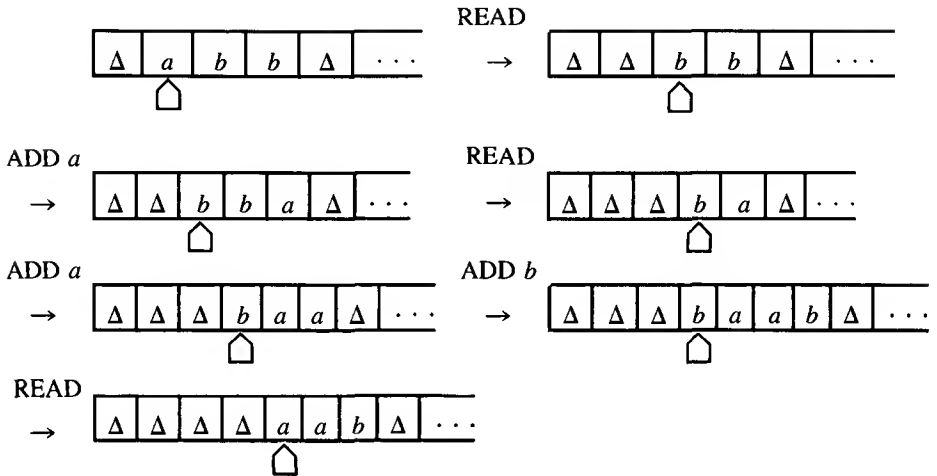 READ
Δ a b b Δ · · · → Δ Δ b b Δ · · ·
ADD a READ
→ Δ Δ b b a Δ · · · → Δ Δ Δ b a Δ · · ·
ADD a ADD b
→ Δ Δ Δ b a a Δ · · · → Δ Δ Δ b a a b Δ · · ·
READ
→ Δ Δ Δ Δ a a b Δ · · ·